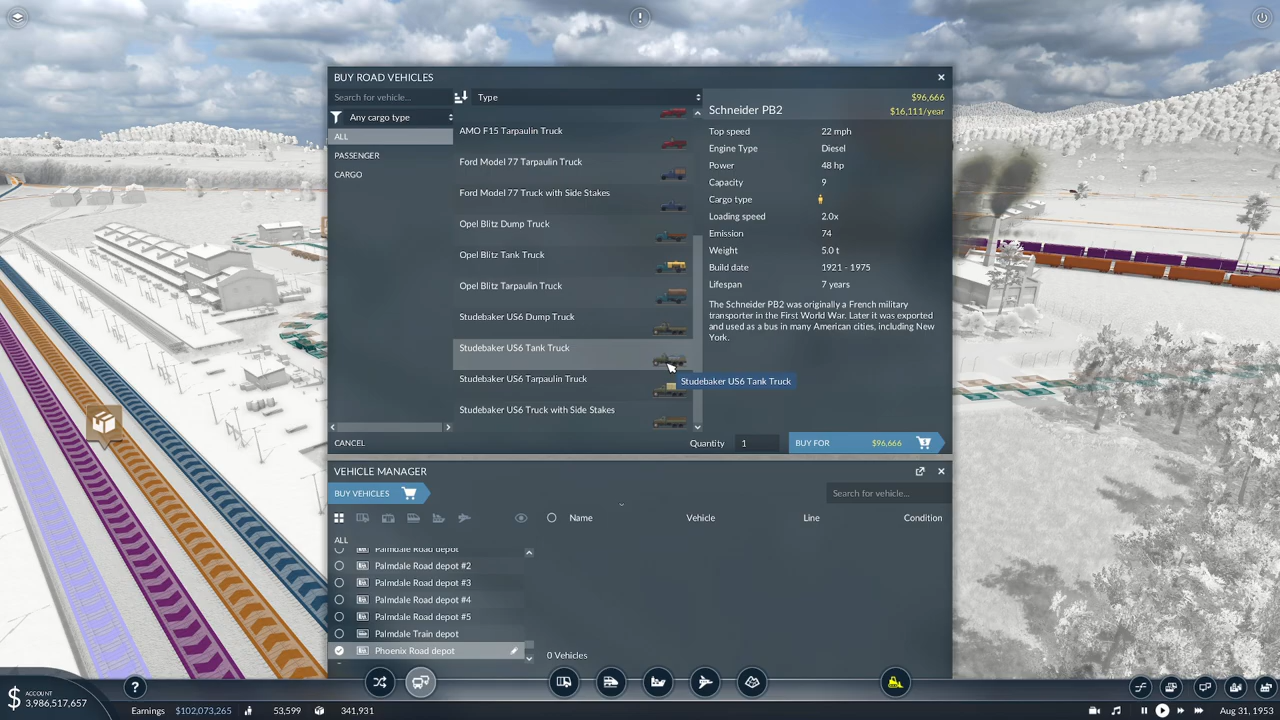 BUY ROAD VEHICLES
Search for vehicle...
Type
Any cargo type
ALL
PASSENGER
CARGO
AMO F15 Tarpaulin Truck
Ford Model 77 Tarpaulin Truck
Ford Model 77 Truck with Side Stakes
Opel Blitz Dump Truck
Opel Blitz Tank Truck
Opel Blitz Tarpaulin Truck
Studebaker US6 Dump Truck
Studebaker US6 Tank Truck
Studebaker US6 Tarpaulin Truck
Studebaker US6 Truck with Side Stakes
Studebaker US6 Tank Truck
$96,666
Schneider PB2
$16,111/year
Top speed 22 mph
Engine Type Diesel
Power 48 hp
Capacity 9
Cargo type
Loading speed 2.0x
Emission 74
Weight 5.0 t
Build date 1921 - 1975
Lifespan 7 years
The Schneider PB2 was originally a French military
transporter in the First World War. Later it was exported
and used as a bus in many American cities, including New
York.
CANCEL
Quantity 1
BUY FOR $96,666
VEHICLE MANAGER
BUY VEHICLES
Search for vehicle...
Name Vehicle Line Condition
ALL
Palmdale Road depot
Palmdale Road depot #2
Palmdale Road depot #3
Palmdale Road depot #4
Palmdale Road depot #5
Palmdale Train depot
Phoenix Road depot
0 Vehicles
$ ACCOUNT
3,986,517,657
?
Earnings $102,073,265 53,599 341,931
Aug 31, 1953